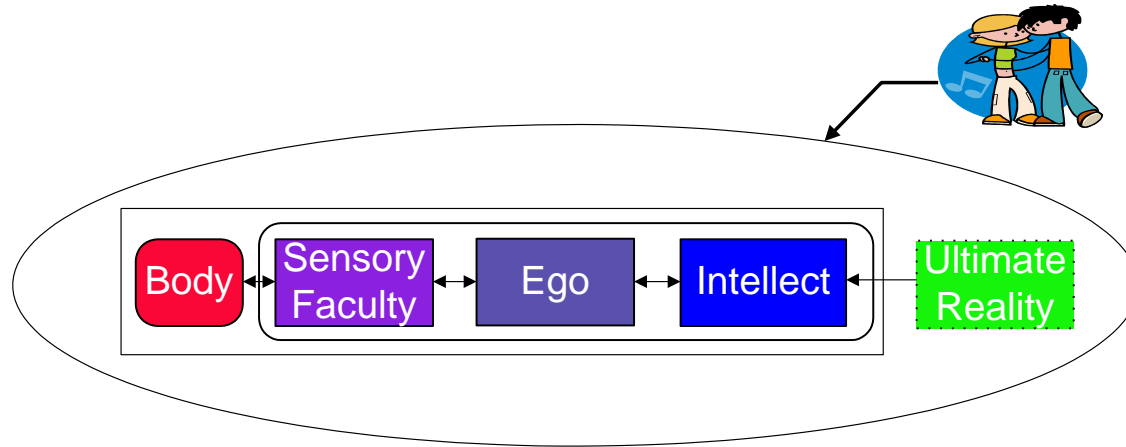 Body
Sensory
Faculty
Ego
Intellect
Ultimate
Reality